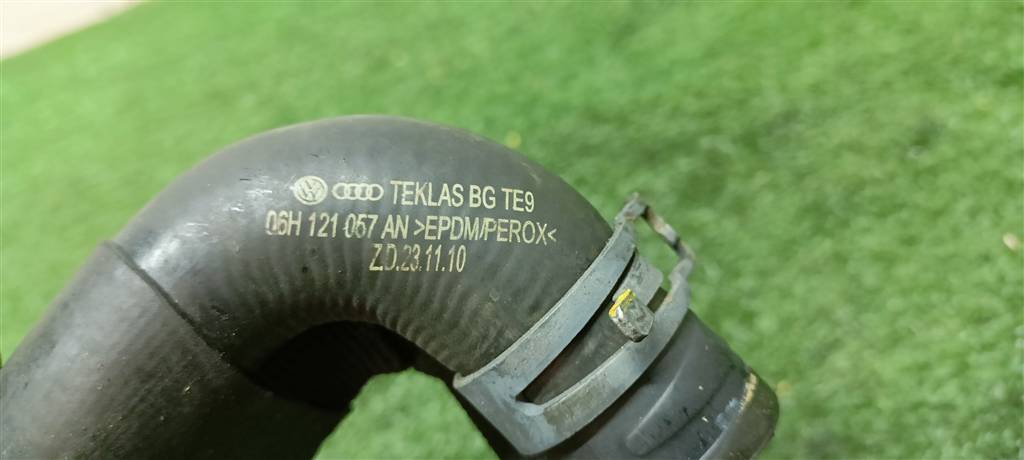 TEKLAS BG TE9
06H 121 057 AN >EPDM/PEROX<
Z.D.23.11.10